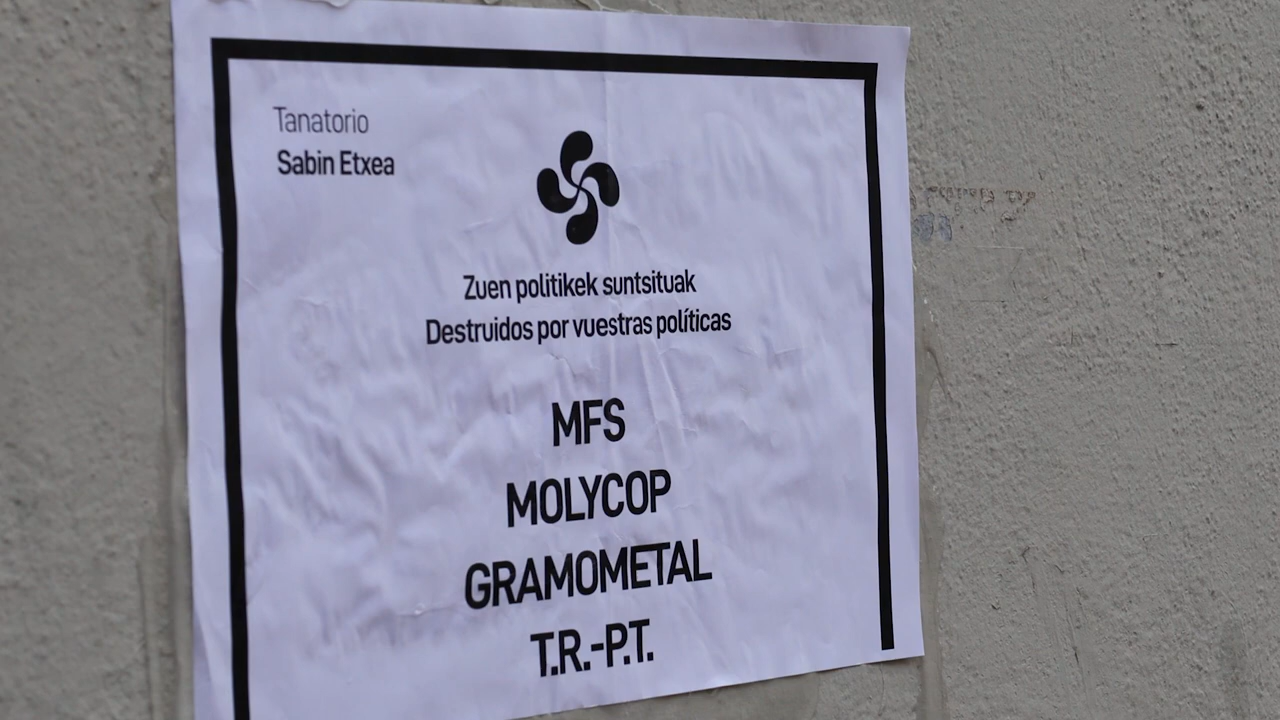 Tanatorio
Sabin Etxea
Zuen politikek suntsituak
Destruidos por vuestras políticas
MFS
MOLYCOP
GRAMOMETAL
T.R.-P.T.